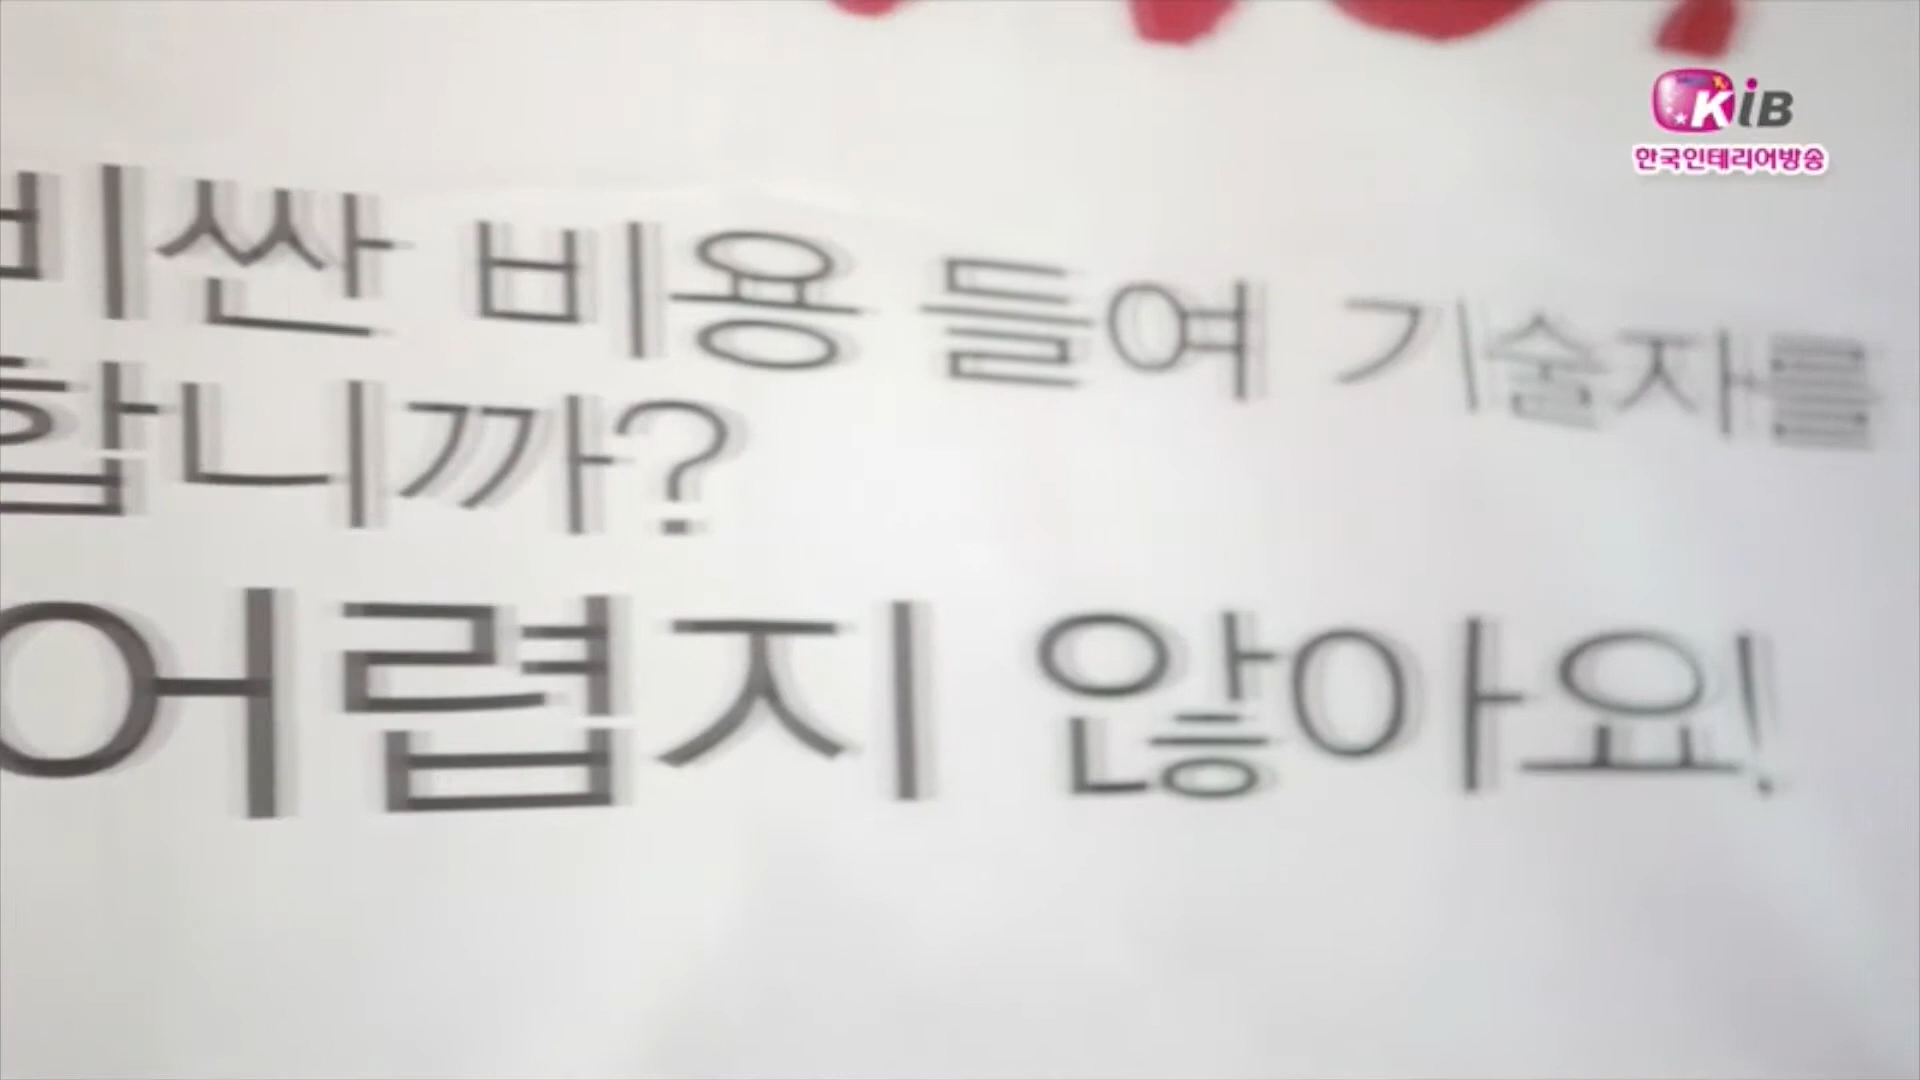 KiB
한국인테리어방송
비싼 비용 들여 기술자를
합니까?
어렵지 않아요!